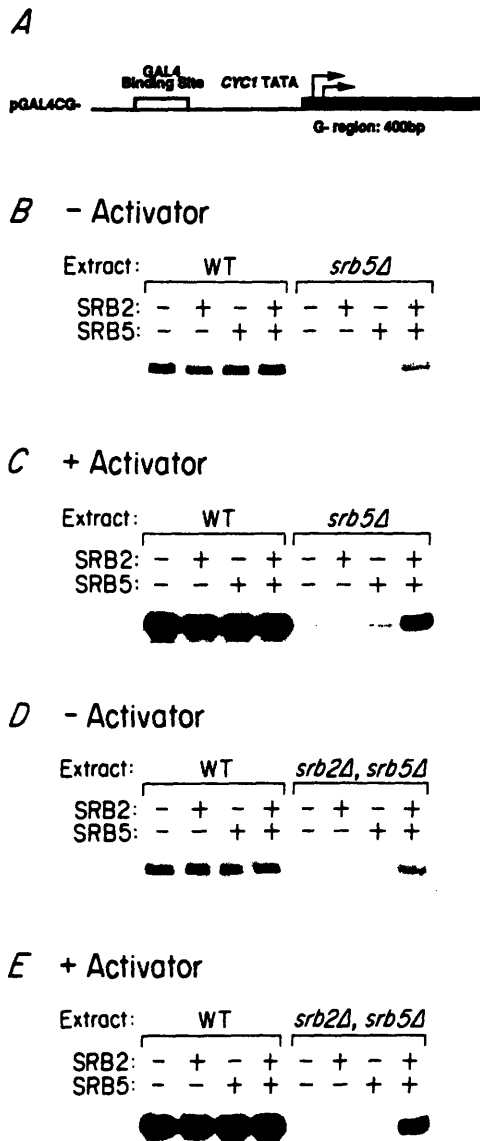 A
GAL4
Binding Site
CYC1 TATA
pGAL4CG-
G- region: 400bp
B - Activator
Extract: WT srb5Δ
SRB2: - + - + - + - +
SRB5: - - + + - - + +
C + Activator
Extract: WT srb5Δ
SRB2: - + - + - + - +
SRB5: - - + + - - + +
D - Activator
Extract: WT srb2Δ, srb5Δ
SRB2: - + - + - + - +
SRB5: - - + + - - + +
E + Activator
Extract: WT srb2Δ, srb5Δ
SRB2: - + - + - + - +
SRB5: - - + + - - + +